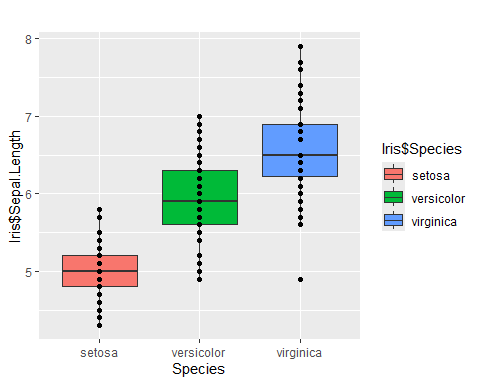 8
7
6
5
Iris$Sepal.Length
setosa
versicolor
virginica
Species
Iris$Species
setosa
versicolor
virginica